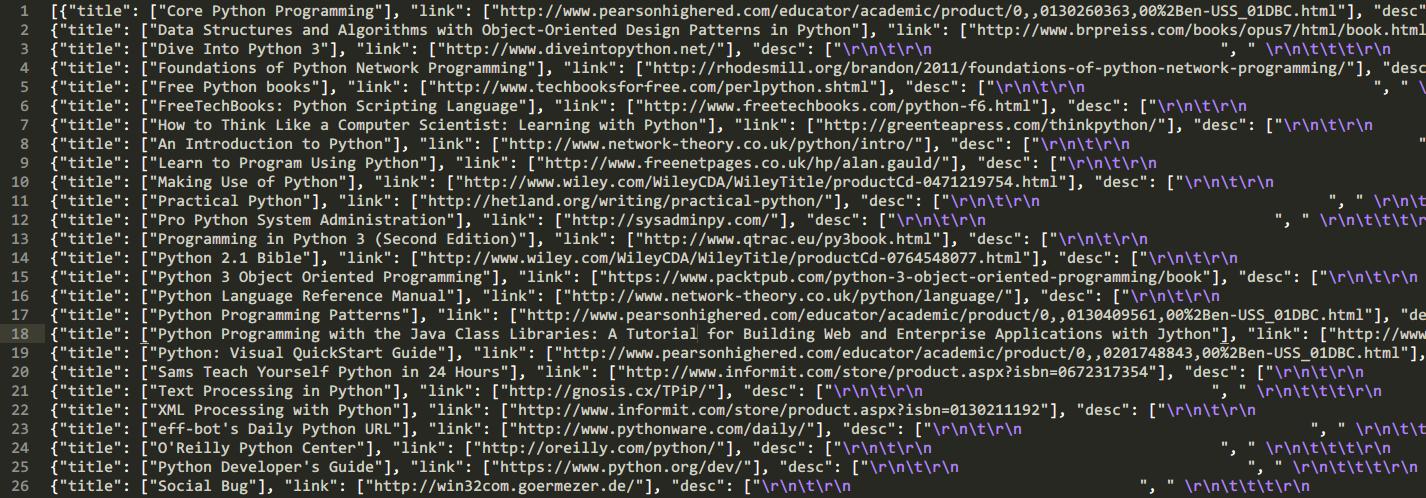 1 [{"title": ["Core Python Programming"], "link": ["http://www.pearsonhighered.com/educator/academic/product/0,,0130260363,00%2Ben-USS_01DBC.html"], "desc
2 {"title": ["Data Structures and Algorithms with Object-Oriented Design Patterns in Python"], "link": ["http://www.brpreiss.com/books/opus7/html/book.html
3 {"title": ["Dive Into Python 3"], "link": ["http://www.diveintopython.net/"], "desc": ["\r\n\t\r\n ", " \r\n\t\t\t\r\n
4 {"title": ["Foundations of Python Network Programming"], "link": ["http://rhodesmill.org/brandon/2011/foundations-of-python-network-programming/"], "desc
5 {"title": ["Free Python books"], "link": ["http://www.techbooksforfree.com/perlpython.shtml"], "desc": ["\r\n\t\r\n ", "
6 {"title": ["FreeTechBooks: Python Scripting Language"], "link": ["http://www.freetechbooks.com/python-f6.html"], "desc": ["\r\n\t\r\n
7 {"title": ["How to Think Like a Computer Scientist: Learning with Python"], "link": ["http://greenteapress.com/thinkpython/"], "desc": ["\r\n\t\r\n
8 {"title": ["An Introduction to Python"], "link": ["http://www.network-theory.co.uk/python/intro/"], "desc": ["\r\n\t\r\n "
9 {"title": ["Learn to Program Using Python"], "link": ["http://www.freenetpages.co.uk/hp/alan.gauld/"], "desc": ["\r\n\t\r\n
10 {"title": ["Making Use of Python"], "link": ["http://www.wiley.com/WileyCDA/WileyTitle/productCd-0471219754.html"], "desc": ["\r\n\t\r\n
11 {"title": ["Practical Python"], "link": ["http://hetland.org/writing/practical-python/"], "desc": ["\r\n\t\r\n ", " \r\n\t\t
12 {"title": ["Pro Python System Administration"], "link": ["http://sysadminpy.com/"], "desc": ["\r\n\t\r\n ", " \r\n\t\t\t\
13 {"title": ["Programming in Python 3 (Second Edition)"], "link": ["http://www.qtrac.eu/py3book.html"], "desc": ["\r\n\t\r\n "
14 {"title": ["Python 2.1 Bible"], "link": ["http://www.wiley.com/WileyCDA/WileyTitle/productCd-0764548077.html"], "desc": ["\r\n\t\r\n
15 {"title": ["Python 3 Object Oriented Programming"], "link": ["https://www.packtpub.com/python-3-object-oriented-programming/book"], "desc": ["\r\n\t\r\n
16 {"title": ["Python Language Reference Manual"], "link": ["http://www.network-theory.co.uk/python/language/"], "desc": ["\r\n\t\r\n
17 {"title": ["Python Programming Patterns"], "link": ["http://www.pearsonhighered.com/educator/academic/product/0,,0130409561,00%2Ben-USS_01DBC.html"], "de
18 {"title": ["Python Programming with the Java Class Libraries: A Tutorial for Building Web and Enterprise Applications with Jython"], "link": ["http://www
19 {"title": ["Python: Visual QuickStart Guide"], "link": ["http://www.pearsonhighered.com/educator/academic/product/0,,0201748843,00%2Ben-USS_01DBC.html"],
20 {"title": ["Sams Teach Yourself Python in 24 Hours"], "link": ["http://www.informit.com/store/product.aspx?isbn=0672317354"], "desc": ["\r\n\t\r\n
21 {"title": ["Text Processing in Python"], "link": ["http://gnosis.cx/TPiP/"], "desc": ["\r\n\t\r\n ", " \r\n\t\t\t\r\n
22 {"title": ["XML Processing with Python"], "link": ["http://www.informit.com/store/product.aspx?isbn=0130211192"], "desc": ["\r\n\t\r\n
23 {"title": ["eff-bot's Daily Python URL"], "link": ["http://www.pythonware.com/daily/"], "desc": ["\r\n\t\r\n ", " \r\n\t\t
24 {"title": ["O'Reilly Python Center"], "link": ["http://oreilly.com/python/"], "desc": ["\r\n\t\r\n ", " \r\n\t\t\t\r\n
25 {"title": ["Python Developer's Guide"], "link": ["https://www.python.org/dev/"], "desc": ["\r\n\t\r\n ", " \r\n\t\t\t\r\n
26 {"title": ["Social Bug"], "link": ["http://win32com.goermezer.de/"], "desc": ["\r\n\t\r\n ", " \r\n\t\t\t\r\n